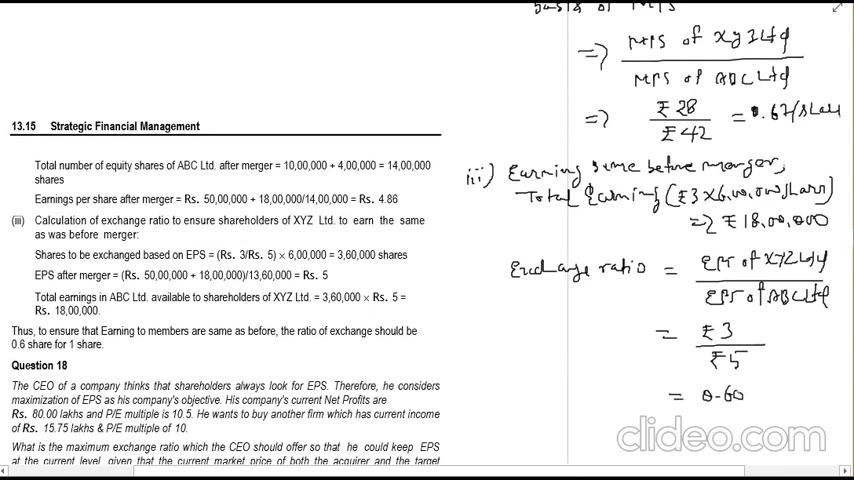 13.15 Strategic Financial Management
Total number of equity shares of ABC Ltd. after merger = 10,00,000 + 4,00,000 = 14,00,000
shares
Earnings per share after merger = Rs. 50,00,000 + 18,00,000/14,00,000 = Rs. 4.86
(iii) Calculation of exchange ratio to ensure shareholders of XYZ Ltd. to earn the same
as was before merger:
Shares to be exchanged based on EPS = (Rs. 3/Rs. 5) × 6,00,000 = 3,60,000 shares
EPS after merger = (Rs. 50,00,000 + 18,00,000)/13,60,000 = Rs. 5
Total earnings in ABC Ltd. available to shareholders of XYZ Ltd. = 3,60,000 × Rs. 5 =
Rs. 18,00,000.
Thus, to ensure that Earning to members are same as before, the ratio of exchange should be
0.6 share for 1 share.
Question 18
The CEO of a company thinks that shareholders always look for EPS. Therefore, he considers
maximization of EPS as his company's objective. His company's current Net Profits are
Rs. 80.00 lakhs and P/E multiple is 10.5. He wants to buy another firm which has current income
of Rs. 15.75 lakhs & P/E multiple of 10.
What is the maximum exchange ratio which the CEO should offer so that he could keep EPS
at the current level, given that the current market price of both the acquirer and the target
of MPS
=> MPS of XYZ Ltd
MPS of ABC Ltd
=> ₹28
₹42
= 0.67/share
iii) Earning same before merger,
Total Earning (₹3 × 6,00,000 shares)
=> ₹18,00,000
Exchange ratio = EPS of XYZ Ltd
EPS of ABC Ltd
= ₹3
₹5
= 0.60
clideo.com